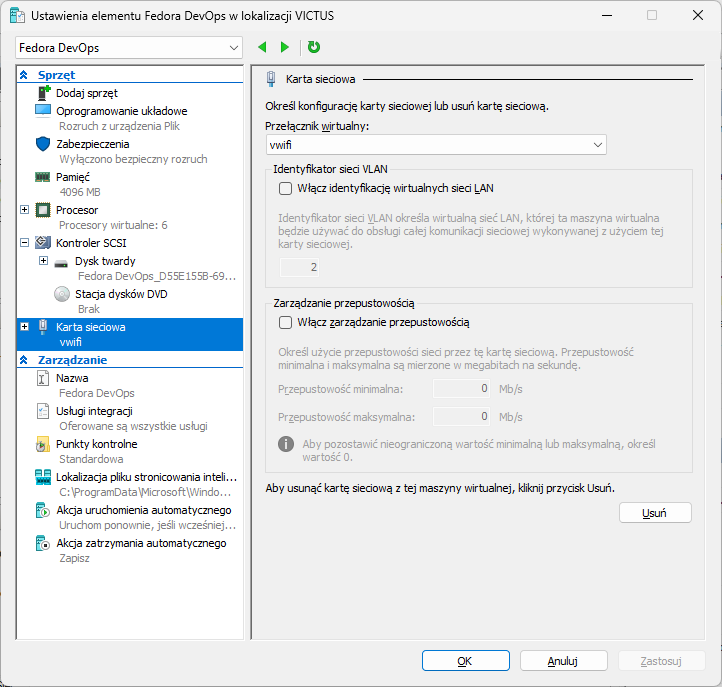 Ustawienia elementu Fedora DevOps w lokalizacji VICTUS
Fedora DevOps
Sprzęt
Dodaj sprzęt
Oprogramowanie układowe
Rozruch z urządzenia Plik
Zabezpieczenia
Wyłączono bezpieczny rozruch
Pamięć
4096 MB
Procesor
Procesory wirtualne: 6
Kontroler SCSI
Dysk twardy
Fedora DevOps_D55E155B-69...
Stacja dysków DVD
Brak
Karta sieciowa
vwifi
Zarządzanie
Nazwa
Fedora DevOps
Usługi integracji
Oferowane są wszystkie usługi
Punkty kontrolne
Standardowa
Lokalizacja pliku stronicowania inteli...
C:\ProgramData\Microsoft\Windo...
Akcja uruchomienia automatycznego
Uruchom ponownie, jeśli wcześniej...
Akcja zatrzymania automatycznego
Zapisz
Karta sieciowa
Określ konfigurację karty sieciowej lub usuń kartę sieciową.
Przełącznik wirtualny:
vwifi
Identyfikator sieci VLAN
Włącz identyfikację wirtualnych sieci LAN
Identyfikator sieci VLAN określa wirtualną sieć LAN, której ta maszyna wirtualna
będzie używać do obsługi całej komunikacji sieciowej wykonywanej z użyciem tej
karty sieciowej.
2
Zarządzanie przepustowością
Włącz zarządzanie przepustowością
Określ użycie przepustowości sieci przez tę kartę sieciową. Przepustowość
minimalna i maksymalna są mierzone w megabitach na sekundę.
Przepustowość minimalna: 0 Mb/s
Przepustowość maksymalna: 0 Mb/s
Aby pozostawić nieograniczoną wartość minimalną lub maksymalną, określ
wartość 0.
Aby usunąć kartę sieciową z tej maszyny wirtualnej, kliknij przycisk Usuń.
Usuń
OK
Anuluj
Zastosuj